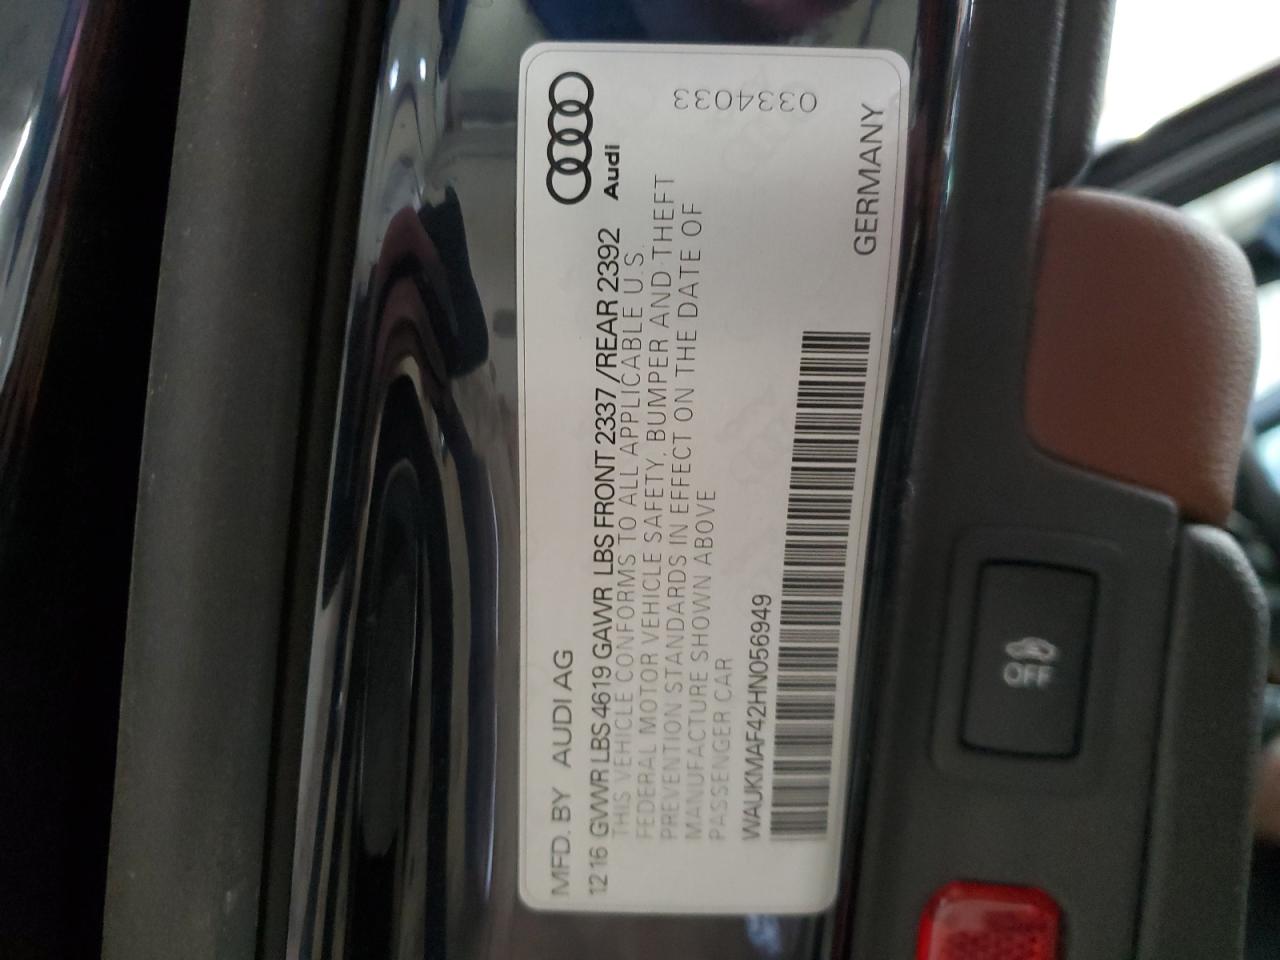 MFD. BY AUDI AG
Audi
12 16 GVWR LBS 4619 GAWR LBS FRONT 2337 /REAR 2392
THIS VEHICLE CONFORMS TO ALL APPLICABLE U.S.
FEDERAL MOTOR VEHICLE SAFETY, BUMPER AND THEFT
PREVENTION STANDARDS IN EFFECT ON THE DATE OF
MANUFACTURE SHOWN ABOVE
PASSENGER CAR
0334033
WAUKMAF42HN056949
GERMANY
OFF